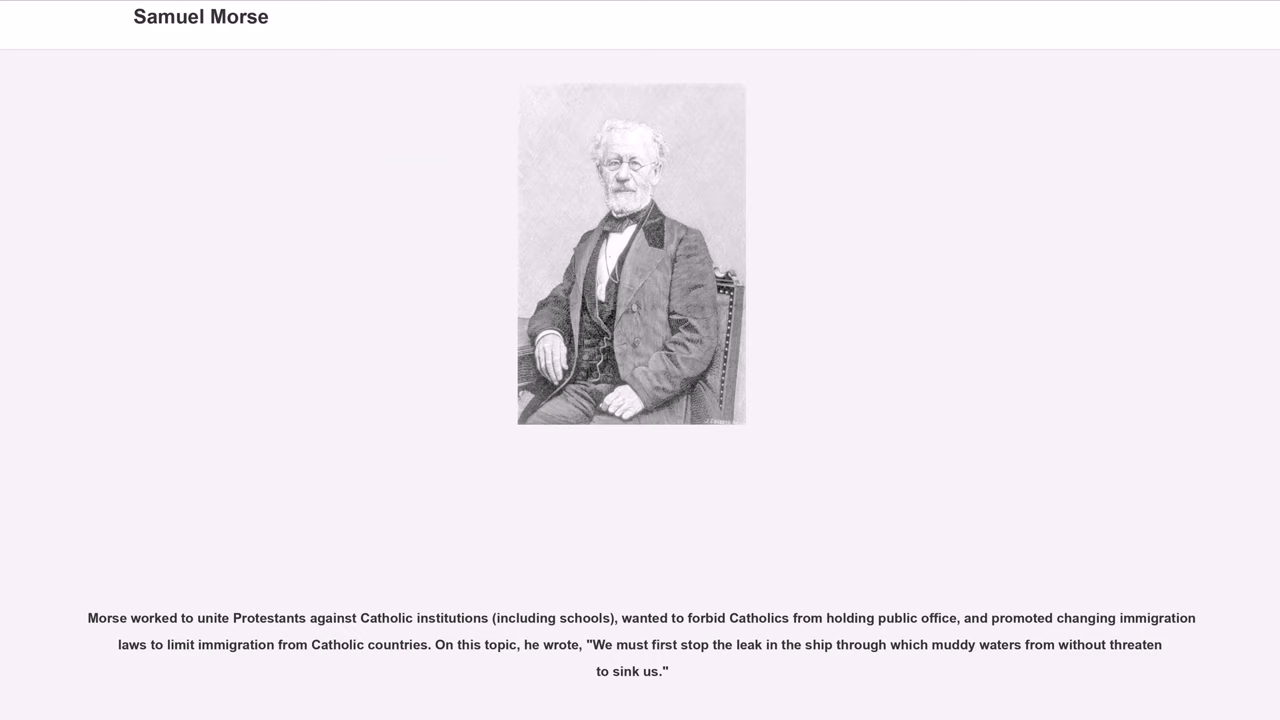 Samuel Morse
Morse worked to unite Protestants against Catholic institutions (including schools), wanted to forbid Catholics from holding public office, and promoted changing immigration
laws to limit immigration from Catholic countries. On this topic, he wrote, "We must first stop the leak in the ship through which muddy waters from without threaten
to sink us."